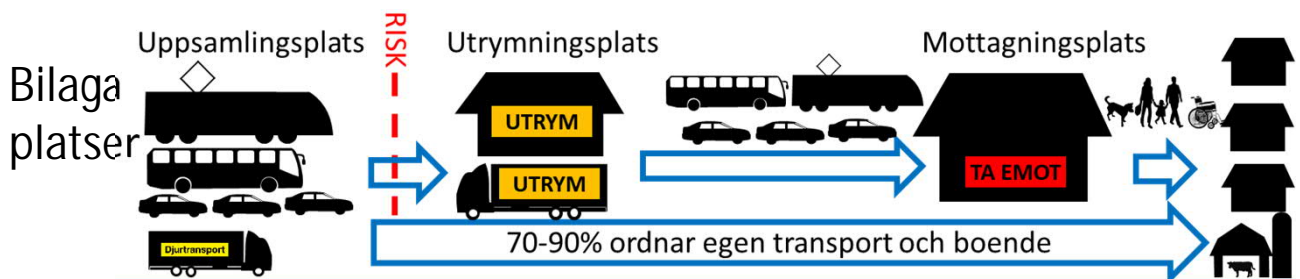 Bilaga
platser
Uppsamlingsplats
RISK
Utrymningsplats
Mottagningsplats
UTRYM
UTRYM
TA EMOT
Djurtransport
70-90% ordnar egen transport och boende